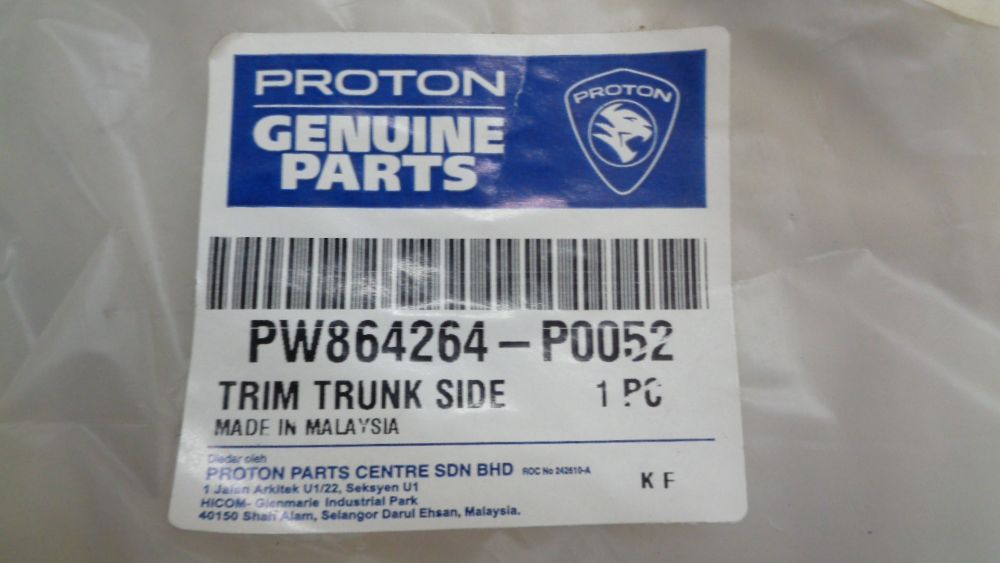 PROTON
GENUINE
PARTS
PROTON
PW864264-P0052
TRIM TRUNK SIDE 1 PC
MADE IN MALAYSIA
Diedar oleh
PROTON PARTS CENTRE SDN BHD ROC No 242610-A
1 Jalan Arkitek U1/22, Seksyen U1
HICOM- Glenmarie Industrial Park
40150 Shah Alam, Selangor Darul Ehsan, Malaysia.
K F